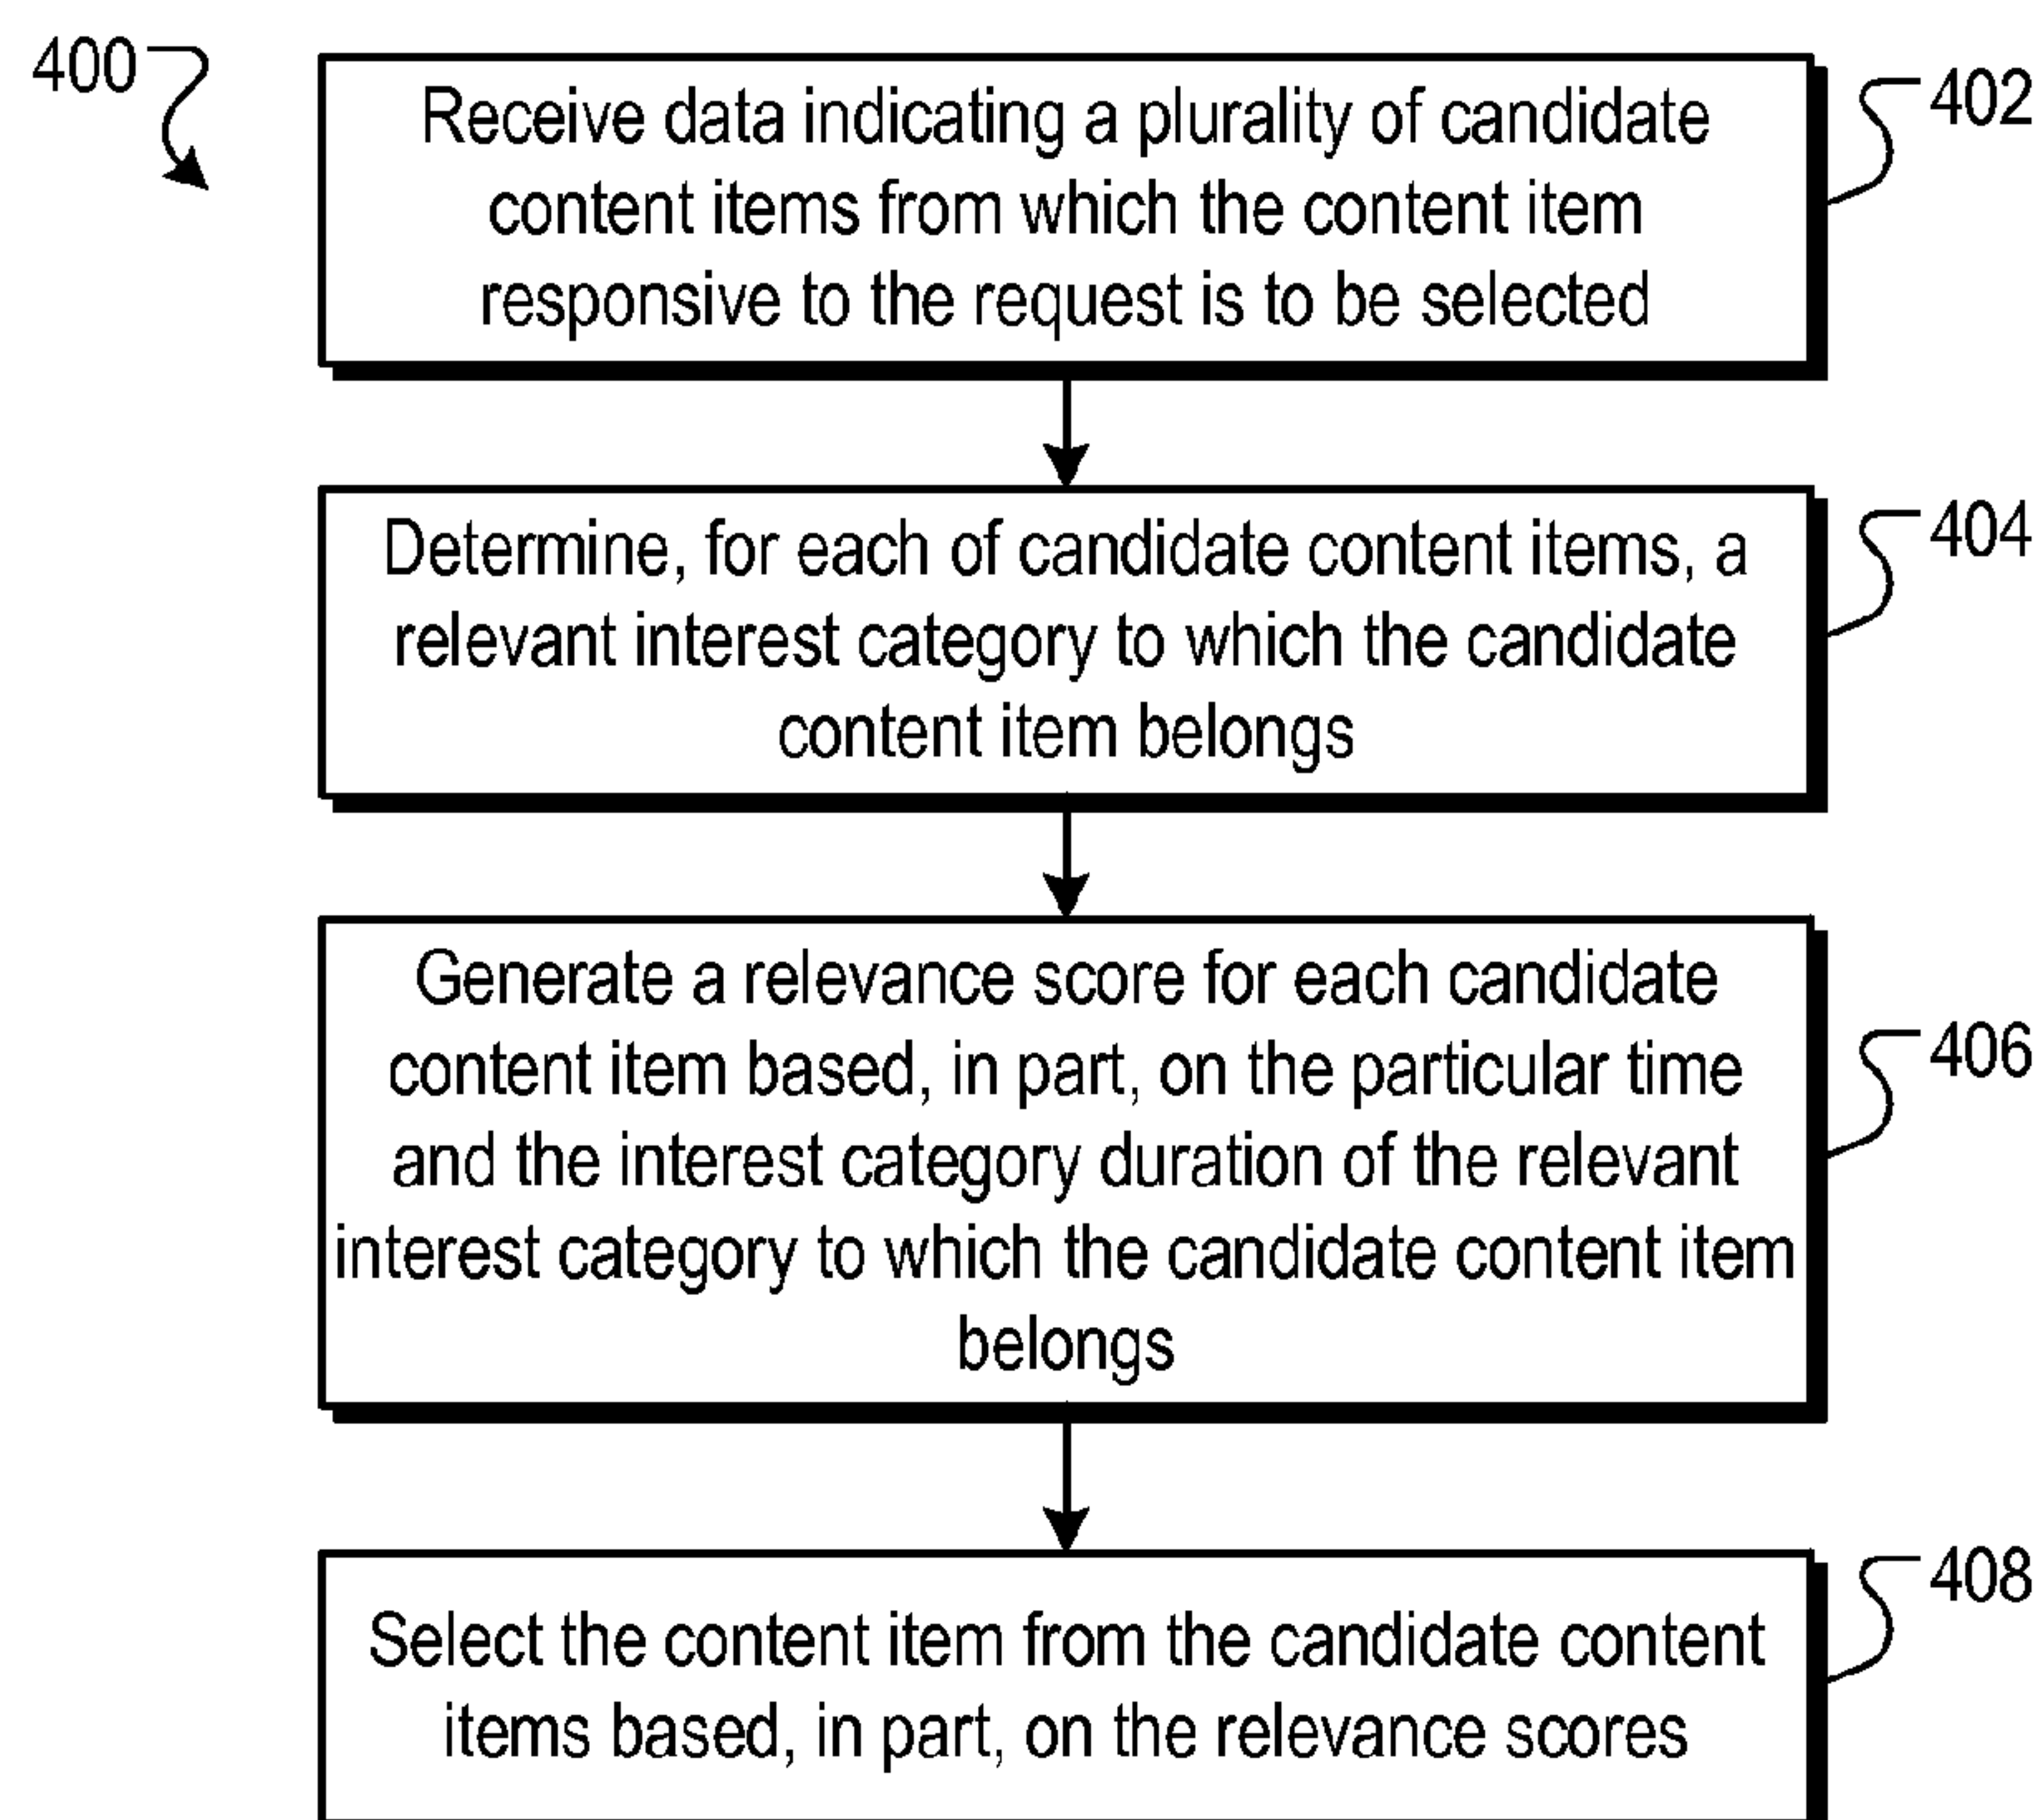 400
Receive data indicating a plurality of candidate
content items from which the content item
responsive to the request is to be selected
402
Determine, for each of candidate content items, a
relevant interest category to which the candidate
content item belongs
404
Generate a relevance score for each candidate
content item based, in part, on the particular time
and the interest category duration of the relevant
interest category to which the candidate content item
belongs
406
Select the content item from the candidate content
items based, in part, on the relevance scores
408